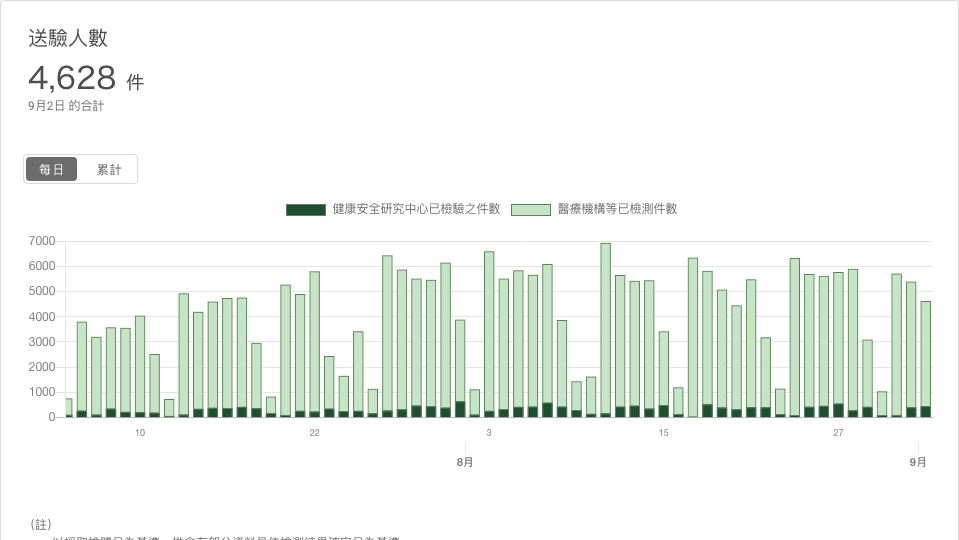 送驗人數
4,628 件
9月2日 的合計
每日 累計
健康安全研究中心已檢驗之件數 醫療機構等已檢測件數
7000
6000
5000
4000
3000
2000
1000
0
10 22 3 15 27
8月 9月
(註)